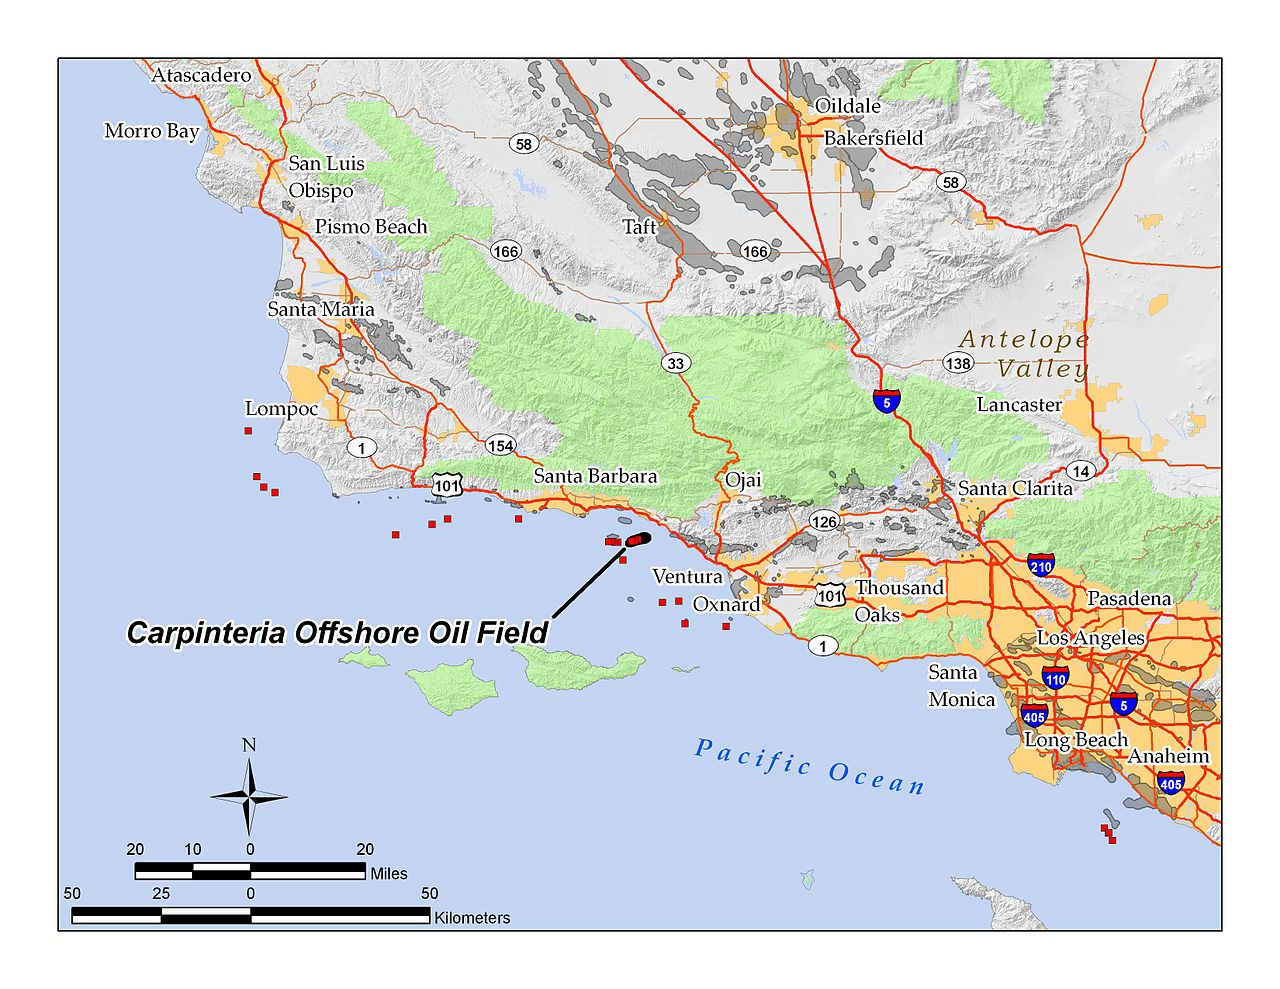 Atascadero
Oildale
Morro Bay
Bakersfield
58
San Luis
Obispo
58
Pismo Beach
Taft
166
166
Santa Maria
Antelope
Valley
33
138
5
Lancaster
Lompoc
1
154
14
Santa Barbara
Ojai
101
Santa Clarita
126
210
Ventura
Thousand
Oaks
101
Pasadena
Oxnard
Carpinteria Offshore Oil Field
1
Los Angeles
Santa
Monica
110
5
405
Long Beach
Anaheim
405
Pacific Ocean
N
20 10 0 20
Miles
50 25 0 50
Kilometers